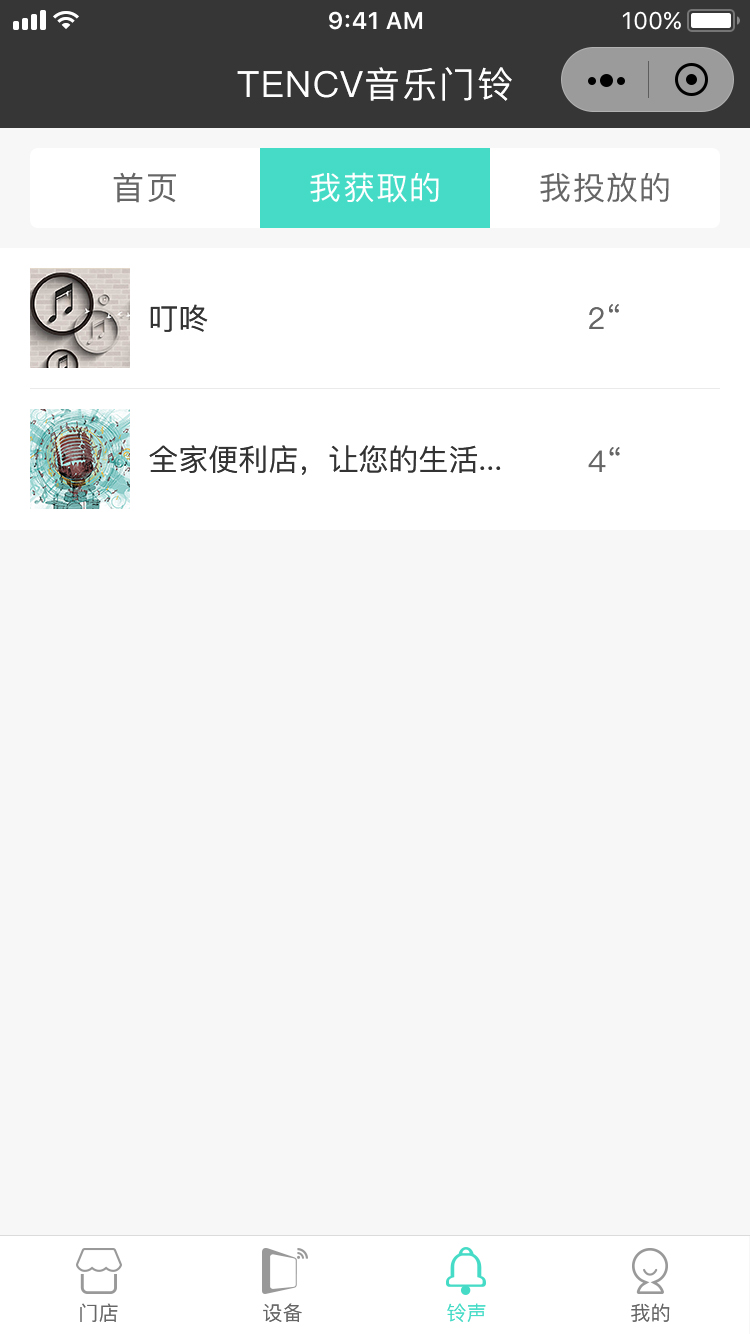 9:41 AM
100%
TENCV音乐门铃
首页
我获取的
我投放的
叮咚
2“
全家便利店，让您的生活...
4“
门店
设备
铃声
我的